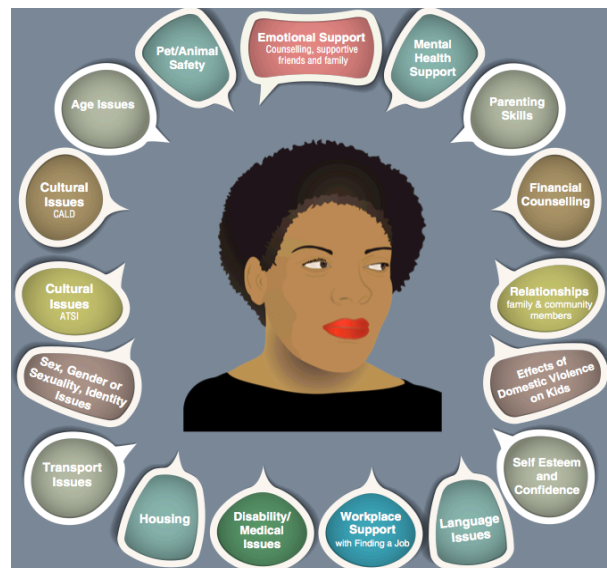 Emotional Support
Counselling, supportive
friends and family
Mental
Health
Support
Parenting
Skills
Financial
Counselling
Relationships
family & community
members
Effects of
Domestic Violence
on Kids
Self Esteem
and
Confidence
Language
Issues
Workplace
Support
with Finding a Job
Disability/
Medical
Issues
Housing
Transport
Issues
Sex, Gender or
Sexuality, Identity
Issues
Cultural
Issues
ATSI
Cultural
Issues
CALD
Age Issues
Pet/Animal
Safety